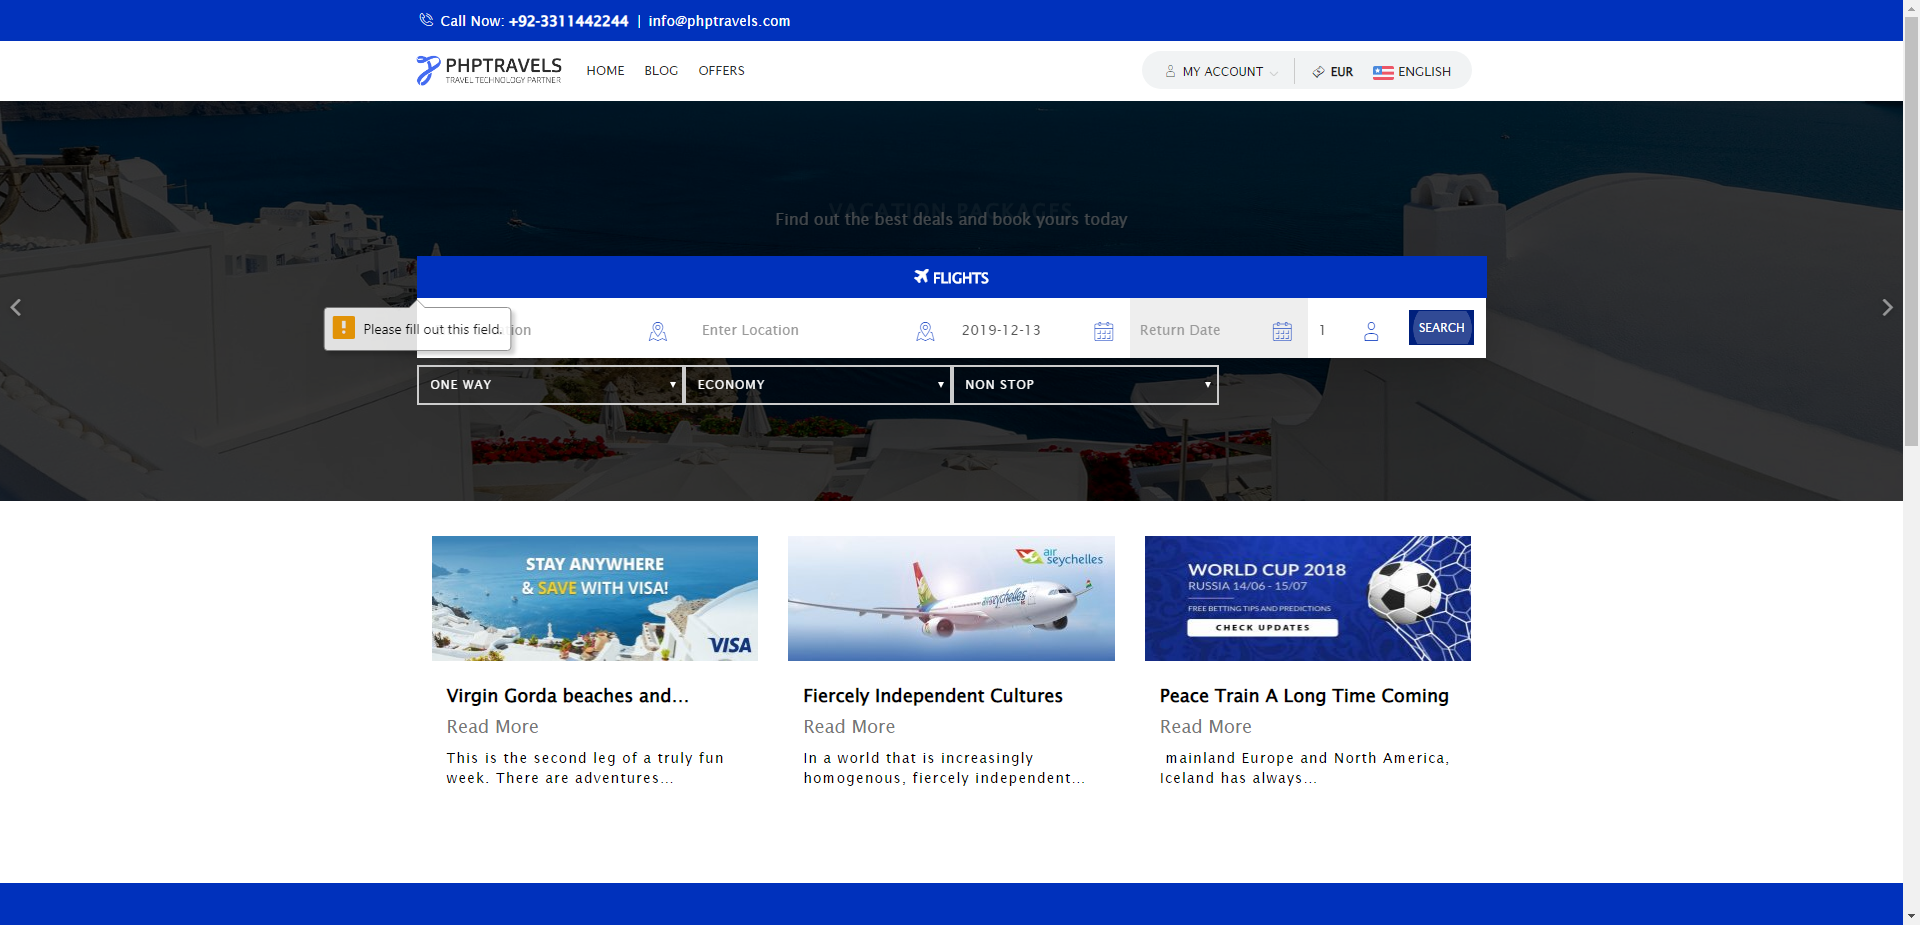 Call Now: +92-3311442244 | info@phptravels.com
PHPTRAVELS
TRAVEL TECHNOLOGY PARTNER
HOME BLOG OFFERS
MY ACCOUNT EUR ENGLISH
VACATION PACKAGES
Find out the best deals and book yours today
FLIGHTS
Please fill out this field.
tion
Enter Location
2019-12-13
Return Date
1
SEARCH
ONE WAY
ECONOMY
NON STOP
STAY ANYWHERE
& SAVE WITH VISA!
VISA
air
seychelles
airseychelles
WORLD CUP 2018
RUSSIA 14/06 - 15/07
FREE BETTING TIPS AND PREDICTIONS
CHECK UPDATES
Virgin Gorda beaches and...
Read More
This is the second leg of a truly fun
week. There are adventures...
Fiercely Independent Cultures
Read More
In a world that is increasingly
homogenous, fiercely independent...
Peace Train A Long Time Coming
Read More
mainland Europe and North America,
Iceland has always...